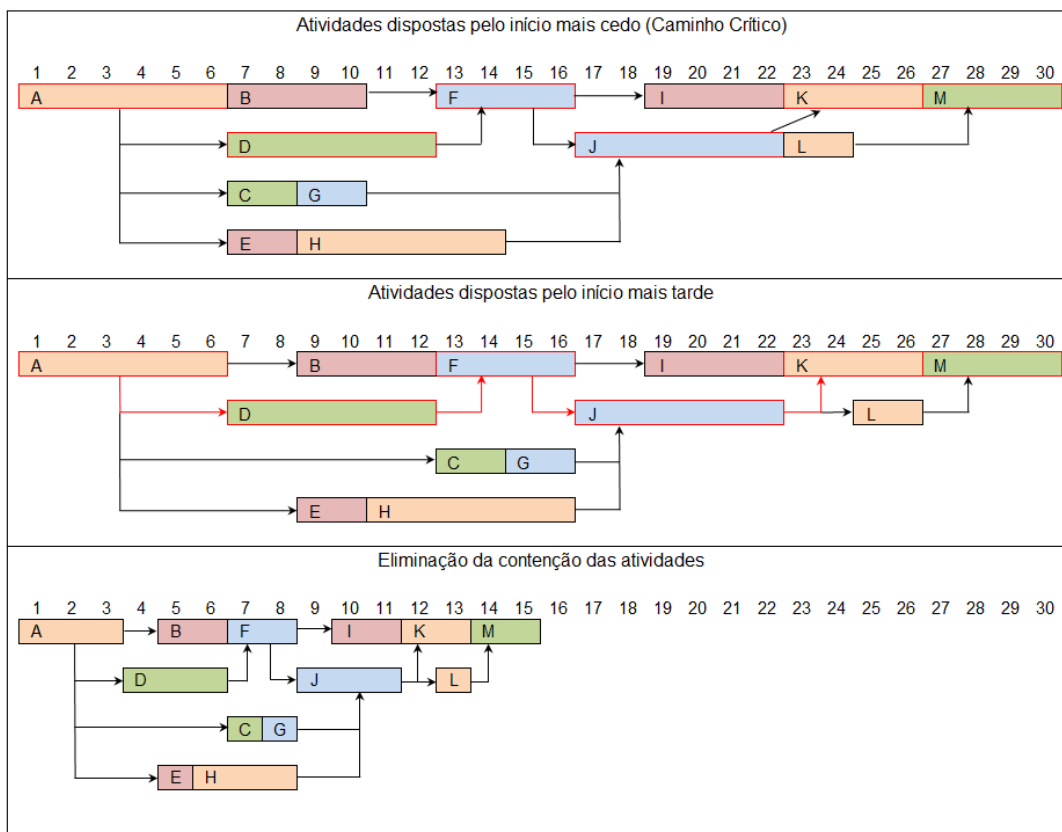 Atividades dispostas pelo início mais cedo (Caminho Crítico)
1 2 3 4 5 6 7 8 9 10 11 12 13 14 15 16 17 18 19 20 21 22 23 24 25 26 27 28 29 30
A B F I K M
D J L
C G
E H
Atividades dispostas pelo início mais tarde
1 2 3 4 5 6 7 8 9 10 11 12 13 14 15 16 17 18 19 20 21 22 23 24 25 26 27 28 29 30
A B F I K M
D J L
C G
E H
Eliminação da contenção das atividades
1 2 3 4 5 6 7 8 9 10 11 12 13 14 15 16 17 18 19 20 21 22 23 24 25 26 27 28 29 30
A B F I K M
D J L
C G
E H